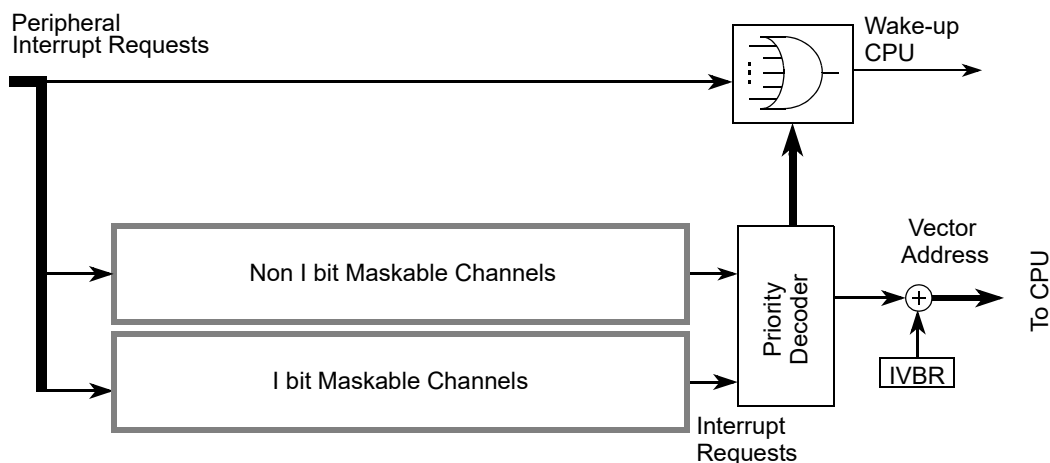 Peripheral
Interrupt Requests
Wake-up
CPU
Non I bit Maskable Channels
I bit Maskable Channels
Priority
Decoder
Interrupt
Requests
Vector
Address
+
IVBR
To CPU